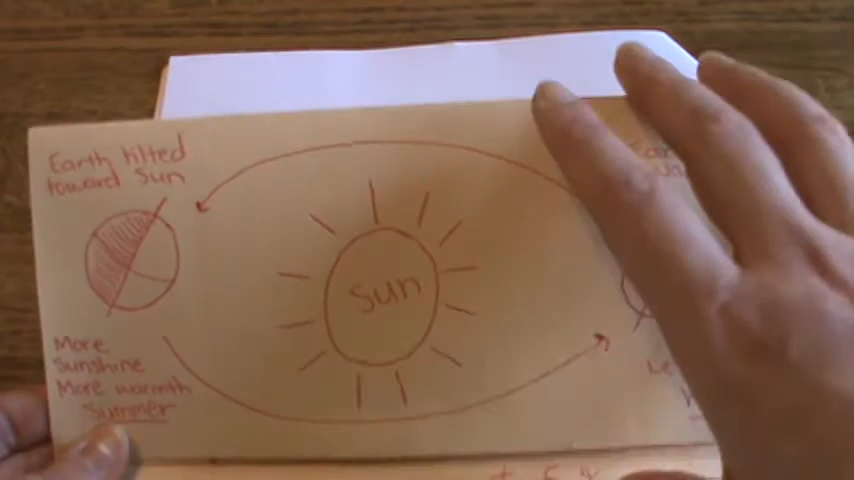 Earth tilted
toward Sun
Sun
More
Sunshine
More warmth
Summer